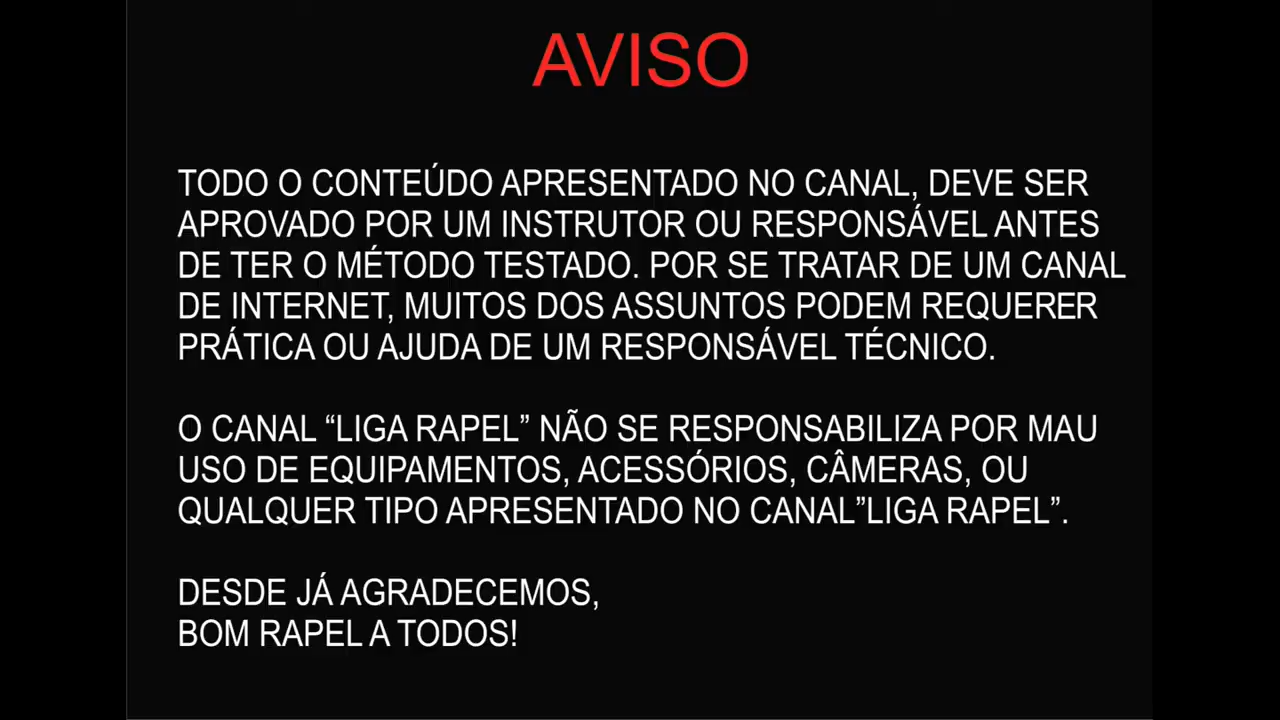 AVISO
TODO O CONTEÚDO APRESENTADO NO CANAL, DEVE SER
APROVADO POR UM INSTRUTOR OU RESPONSÁVEL ANTES
DE TER O MÉTODO TESTADO. POR SE TRATAR DE UM CANAL
DE INTERNET, MUITOS DOS ASSUNTOS PODEM REQUERER
PRÁTICA OU AJUDA DE UM RESPONSÁVEL TÉCNICO.
O CANAL “LIGA RAPEL” NÃO SE RESPONSABILIZA POR MAU
USO DE EQUIPAMENTOS, ACESSÓRIOS, CÂMERAS, OU
QUALQUER TIPO APRESENTADO NO CANAL”LIGA RAPEL”.
DESDE JÁ AGRADECEMOS,
BOM RAPEL A TODOS!